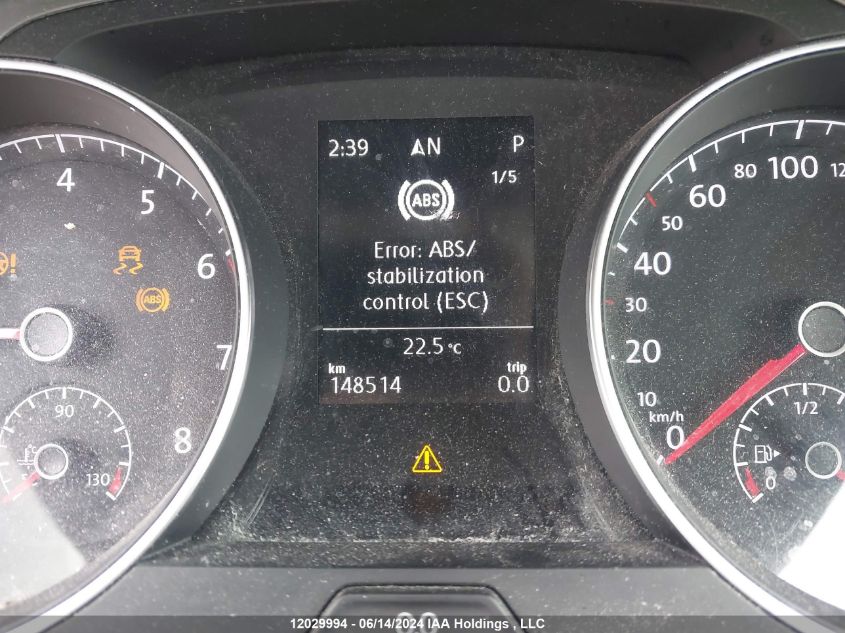 2:39 N P
1/5
ABS
Error: ABS/
stabilization
control (ESC)
22.5 °C
km trip
148514 0.0
4
5
6
7
8
!
ABS
90
130
!
0
10
20
30
40
50
60
80
100
km/h
1/2
0
12029994 - 06/14/2024 IAA Holdings , LLC